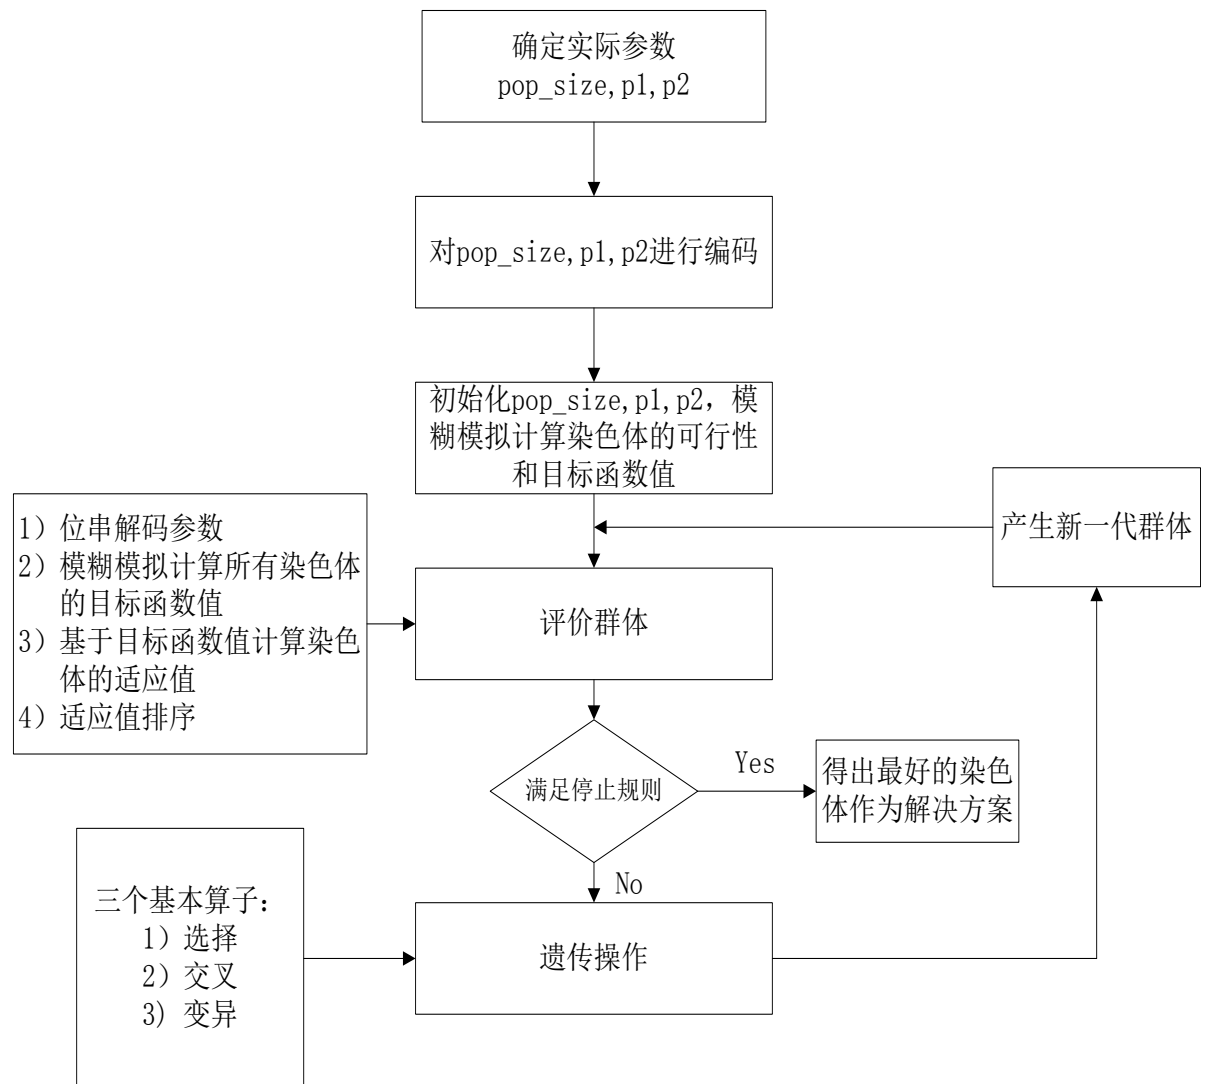 确定实际参数
pop_size,p1,p2
对pop_size,p1,p2进行编码
初始化pop_size,p1,p2，模
糊模拟计算染色体的可行性
和目标函数值
产生新一代群体
1）位串解码参数
2）模糊模拟计算所有染色体
的目标函数值
3）基于目标函数值计算染色
体的适应值
4）适应值排序
评价群体
满足停止规则
Yes
得出最好的染色
体作为解决方案
No
三个基本算子：
1）选择
2）交叉
3）变异
遗传操作